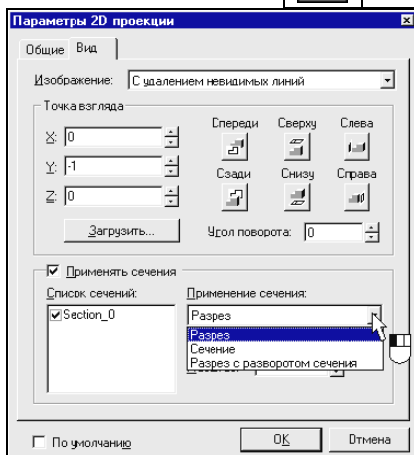 Параметры 2D проекции
Общие Вид
Изображение: С удалением невидимых линий
Точка взгляда
Спереди Сверху Слева
X: 0
Y: -1
Сзади Снизу Справа
Z: 0
Загрузить... Угол поворота: 0
Применять сечения
Список сечений: Применение сечения:
Section_0 Разрез
Разрез
Сечение
Разрез с разворотом сечения
По умолчанию OK Отмена